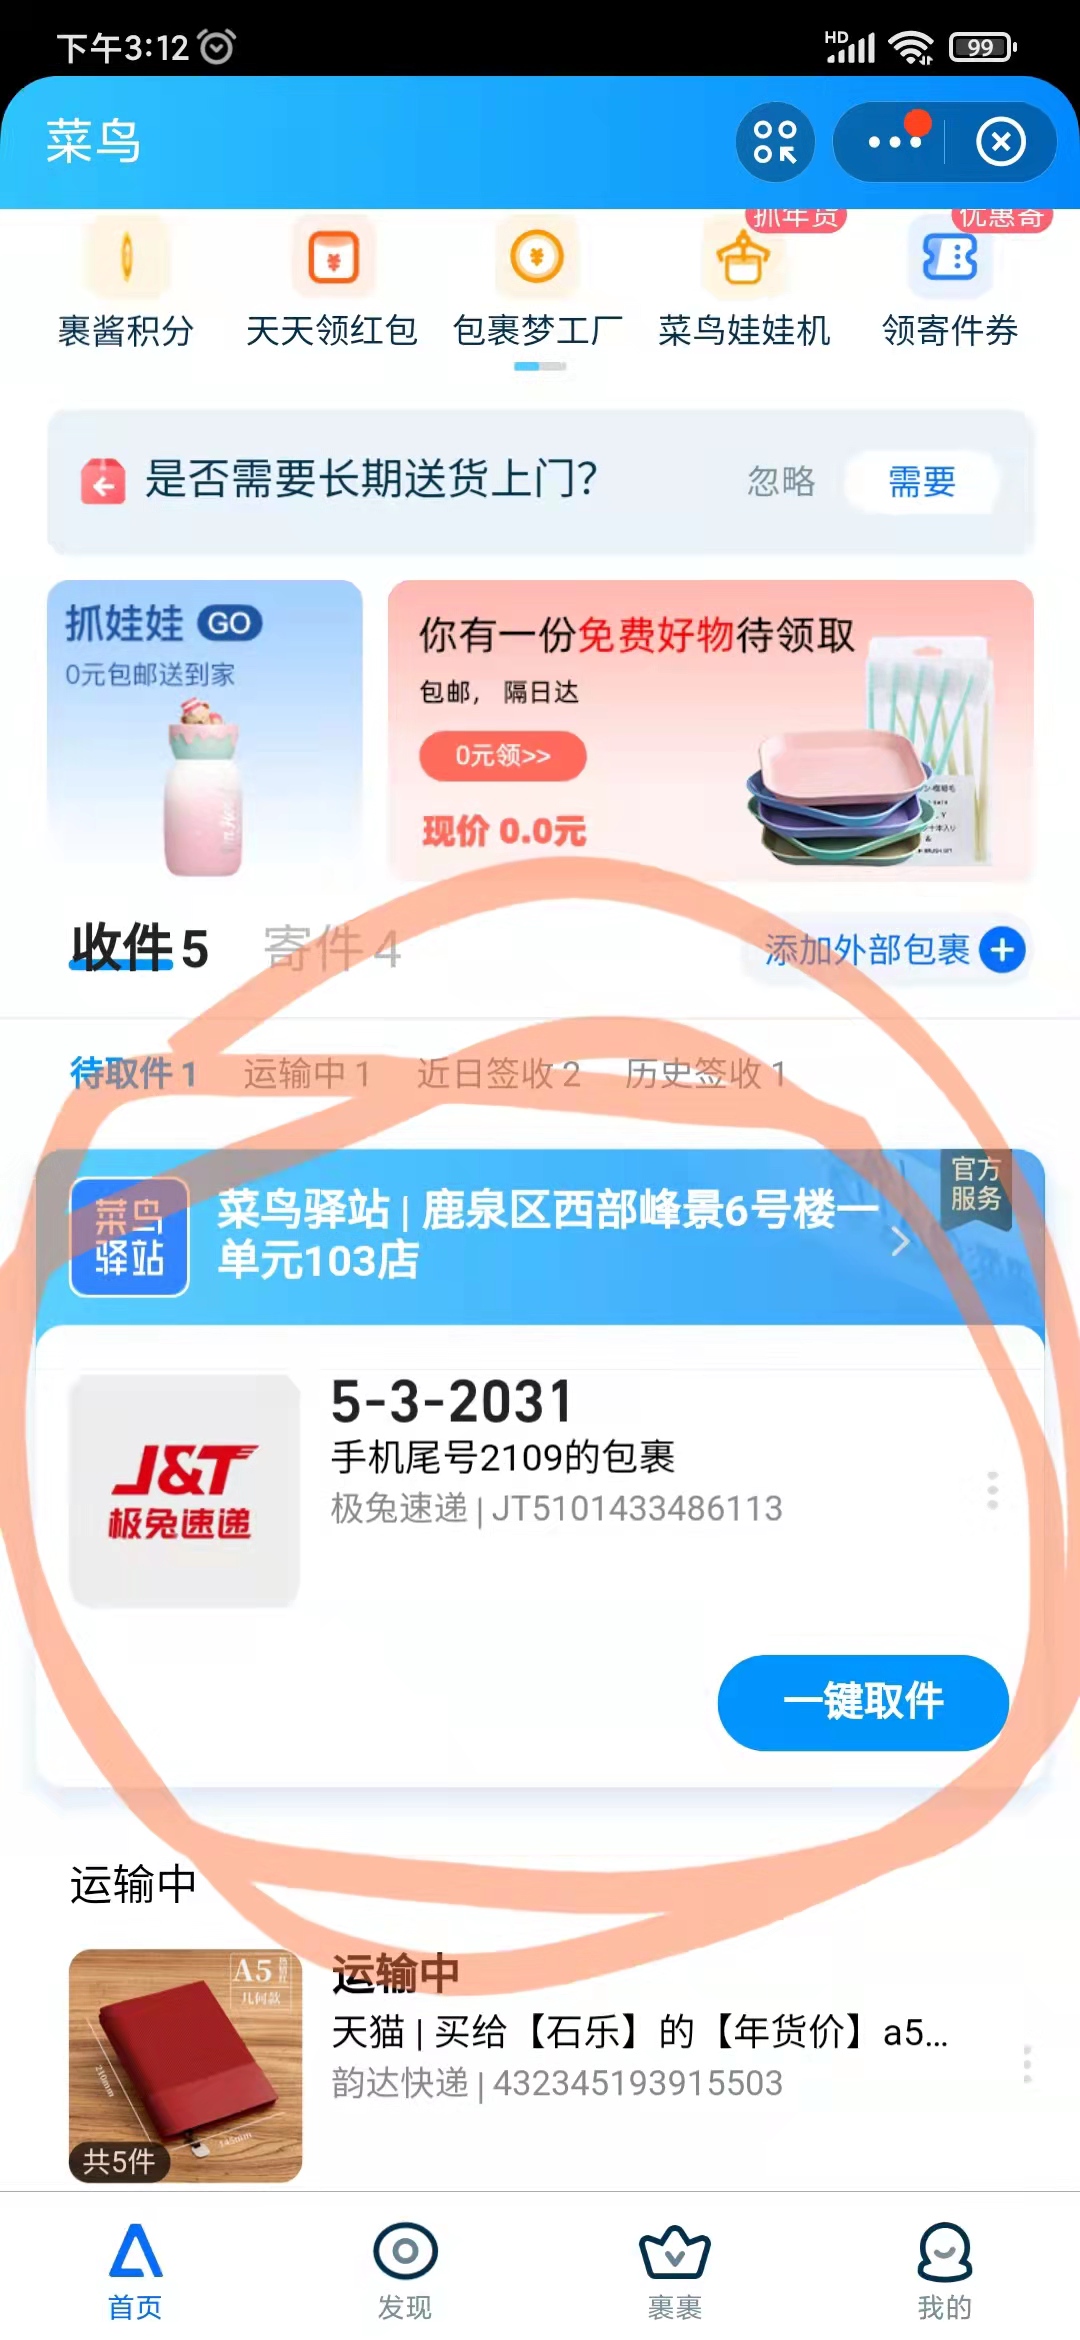 下午3:12
HD
99
菜鸟
抓年货
优惠寄
裹酱积分
天天领红包
包裹梦工厂
菜鸟娃娃机
领寄件券
是否需要长期送货上门?
忽略
需要
抓娃娃 GO
0元包邮送到家
你有一份免费好物待领取
包邮，隔日达
0元领>>
现价 0.0元
收件5
寄件4
添加外部包裹
待取件1
运输中1
近日签收2
历史签收1
官方
服务
菜鸟
驿站
菜鸟驿站 | 鹿泉区西部峰景6号楼一
单元103店
J&T
极兔速递
5-3-2031
手机尾号2109的包裹
极兔速递 | JT5101433486113
一键取件
运输中
A5
几何款
210mm
145mm
共5件
运输中
天猫 | 买给【石乐】的【年货价】a5...
韵达快递 | 432345193915503
首页
发现
裹裹
我的